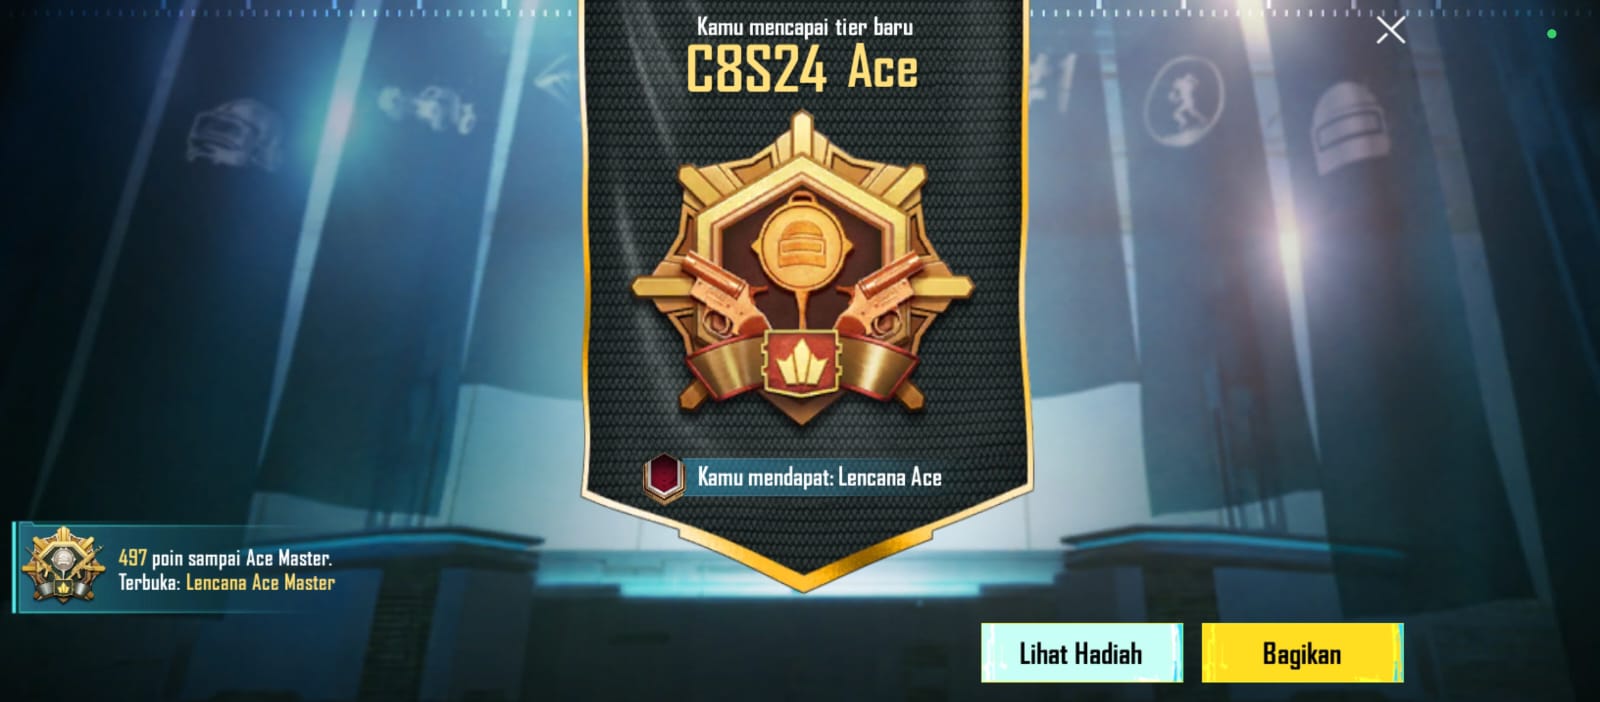 Kamu mencapai tier baru
C8S24 Ace
#1
Kamu mendapat: Lencana Ace
497 poin sampai Ace Master.
Terbuka: Lencana Ace Master
Lihat Hadiah
Bagikan